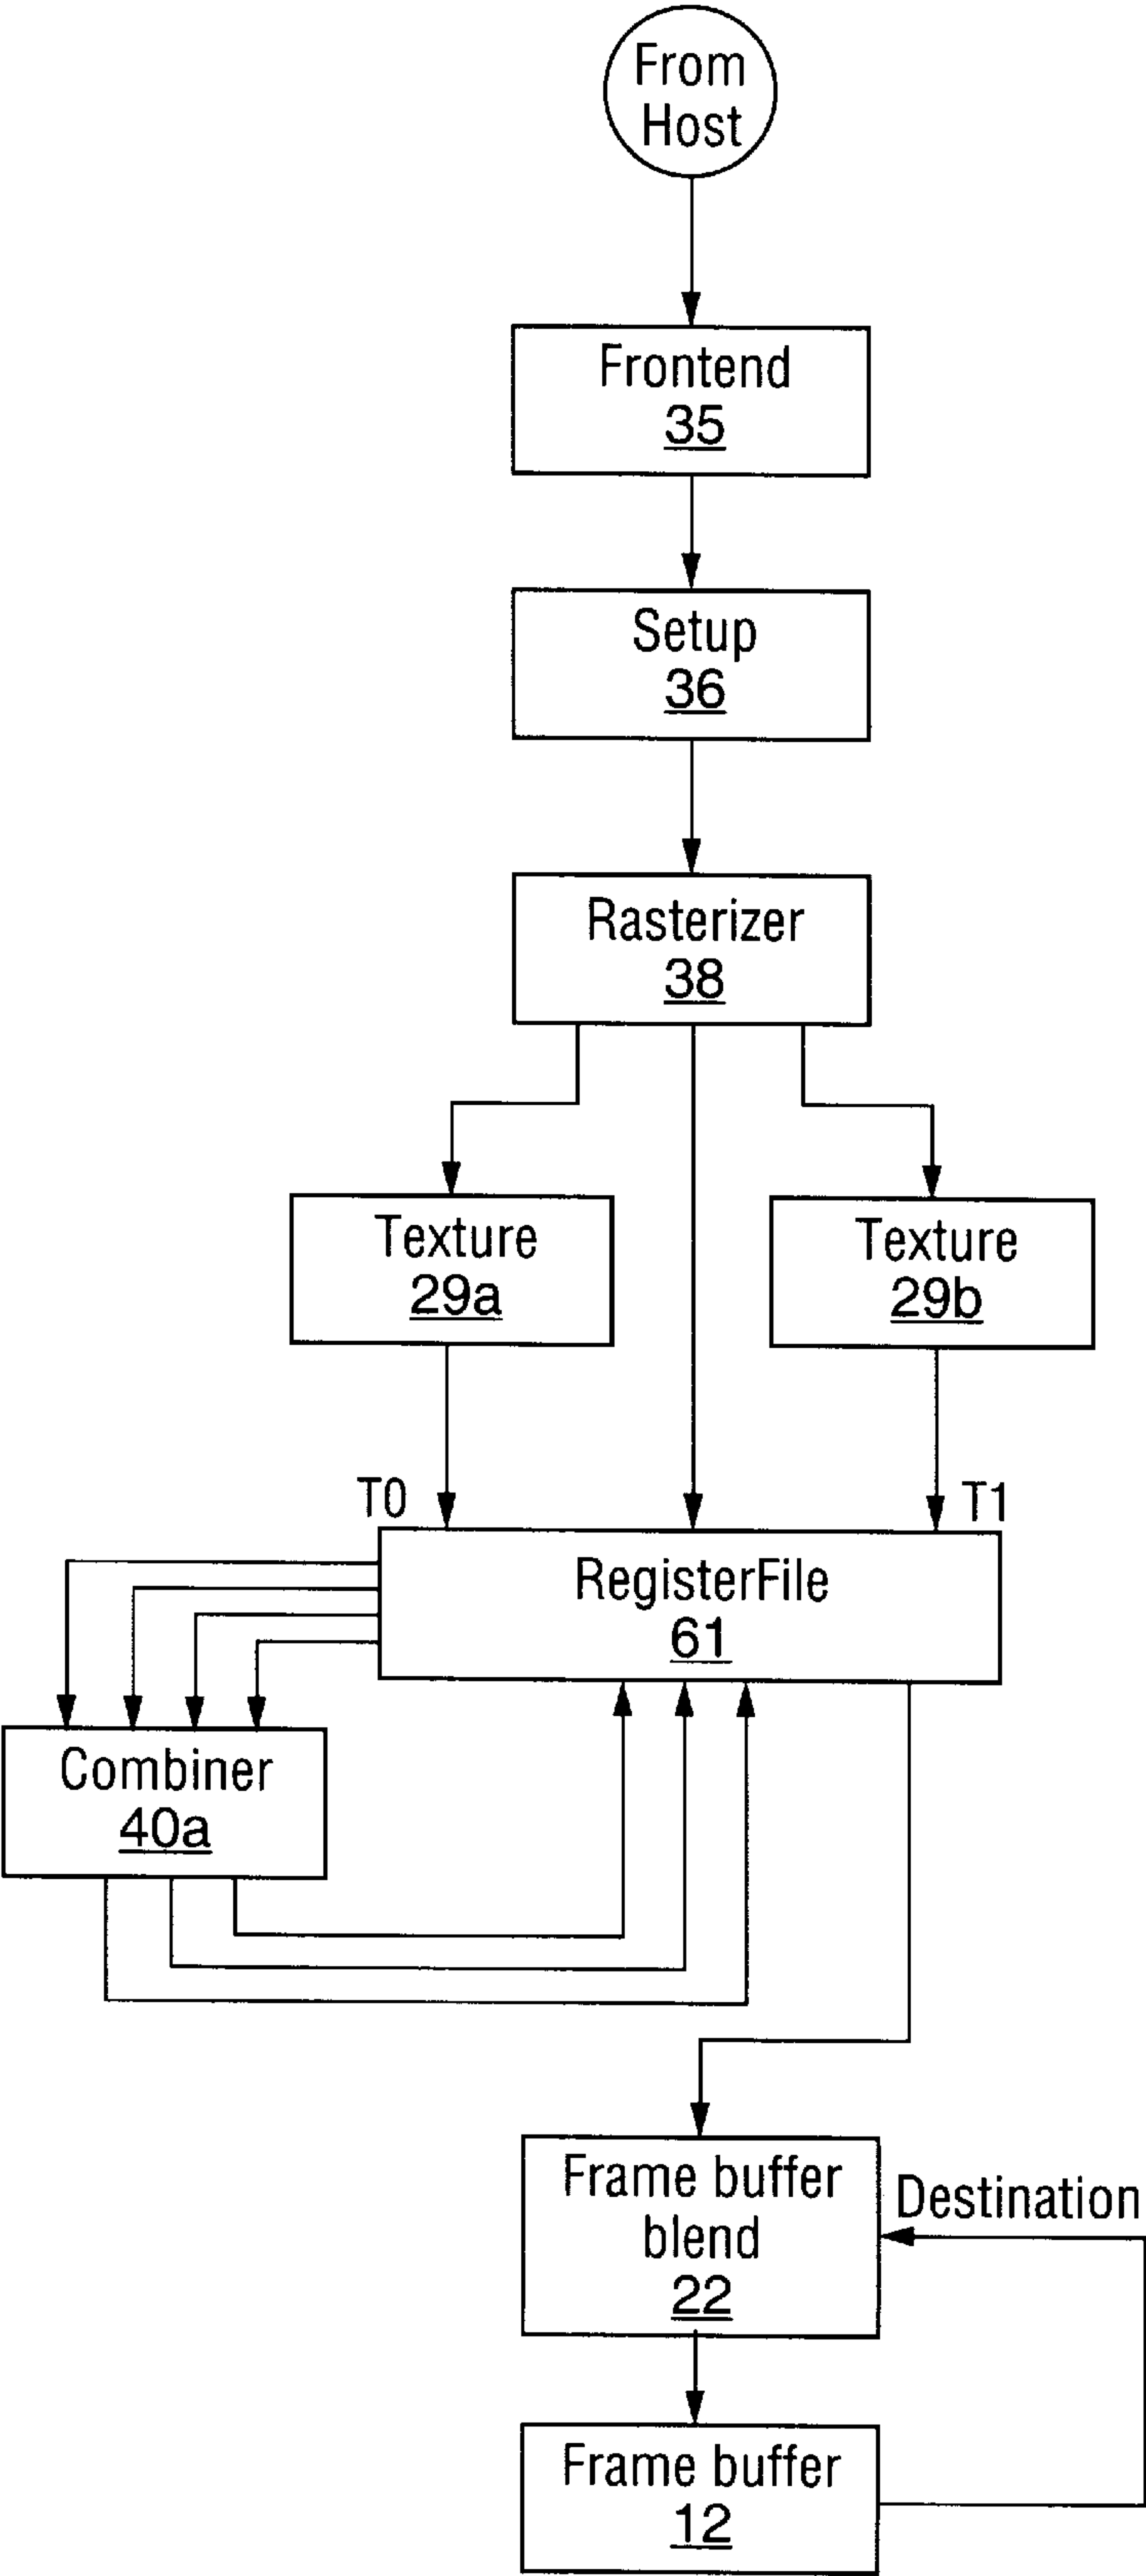 From
Host
Frontend
35
Setup
36
Rasterizer
38
Texture
29a
Texture
29b
T0
T1
RegisterFile
61
Combiner
40a
Frame buffer
blend
22
Destination
Frame buffer
12